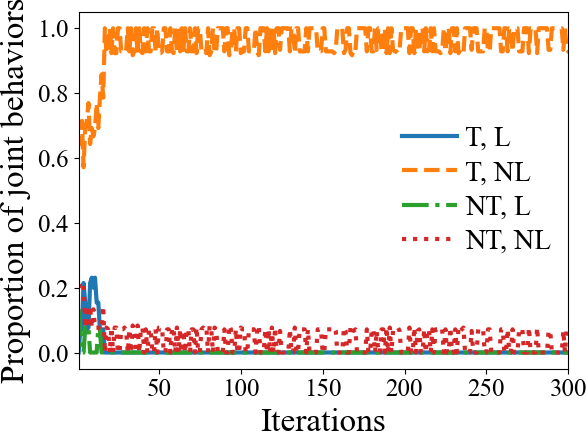 Proportion of joint behaviors
1.0
0.8
0.6
0.4
0.2
0.0
T, L
T, NL
NT, L
NT, NL
50
100
150
200
250
300
Iterations